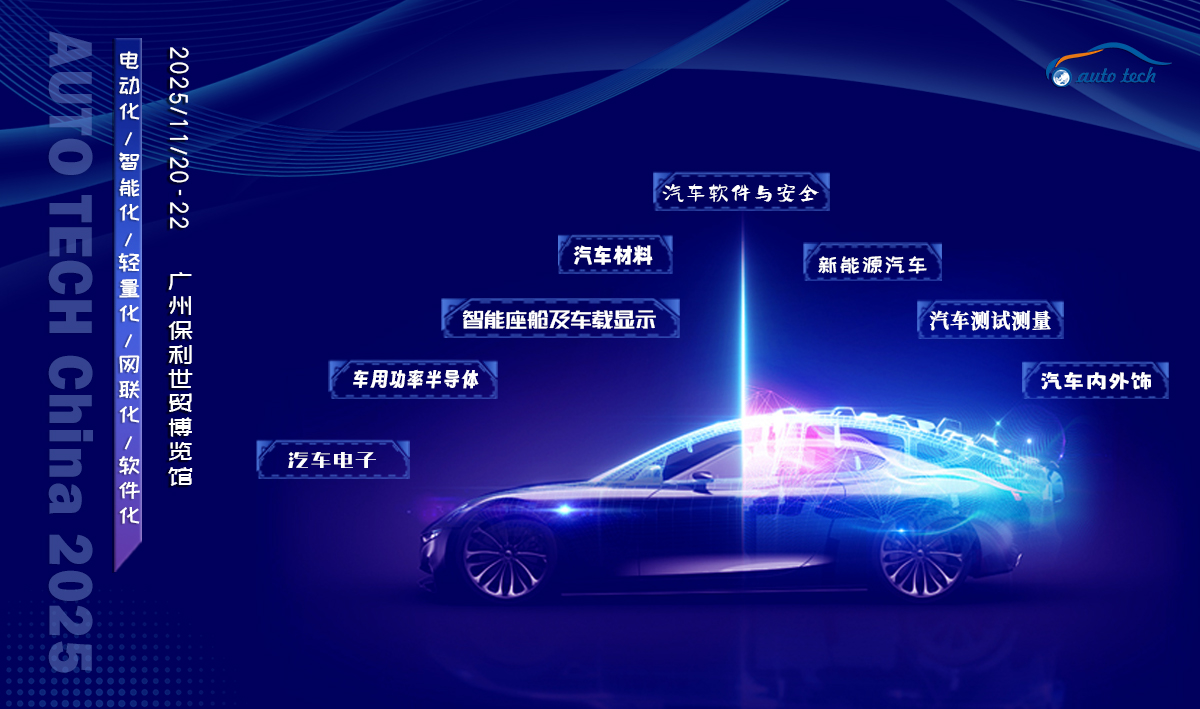 AUTO TECH China 2025
电动化/智能化/轻量化/网联化/软件化
2025/11/20-22 广州保利世贸博览馆
auto tech
汽车软件与安全
汽车材料
新能源汽车
智能座舱及车载显示
汽车测试测量
车用功率半导体
汽车内外饰
汽车电子